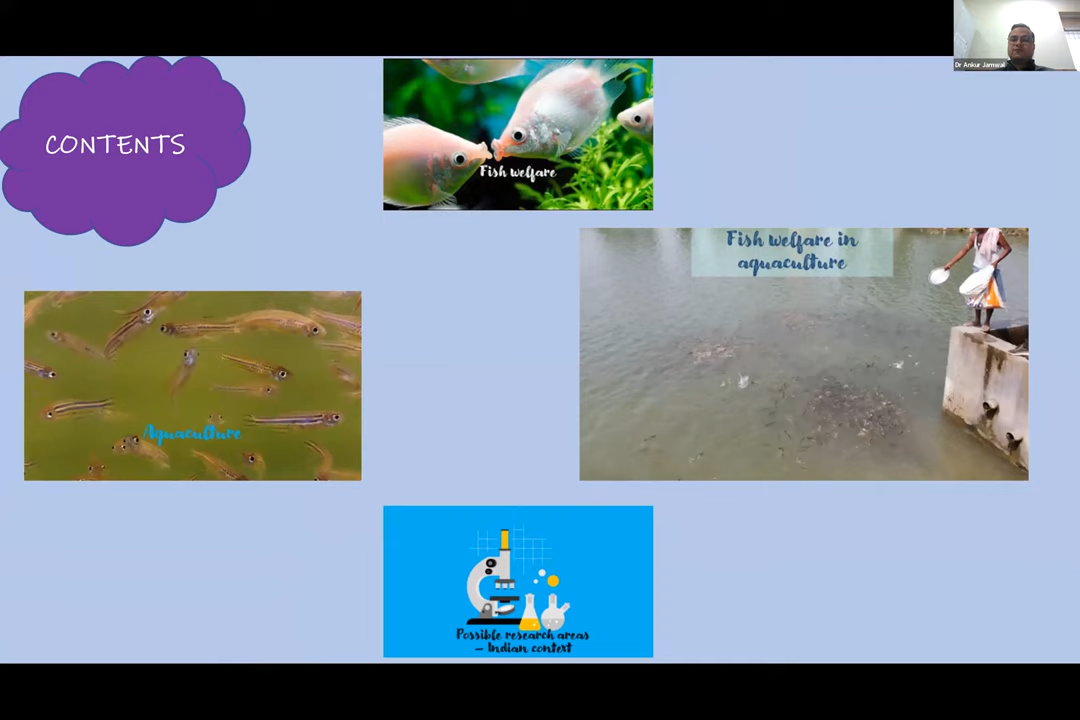 Dr Ankur Jamwal
CONTENTS
Fish welfare
Fish welfare in
aquaculture
Aquaculture
Possible research areas
– Indian context